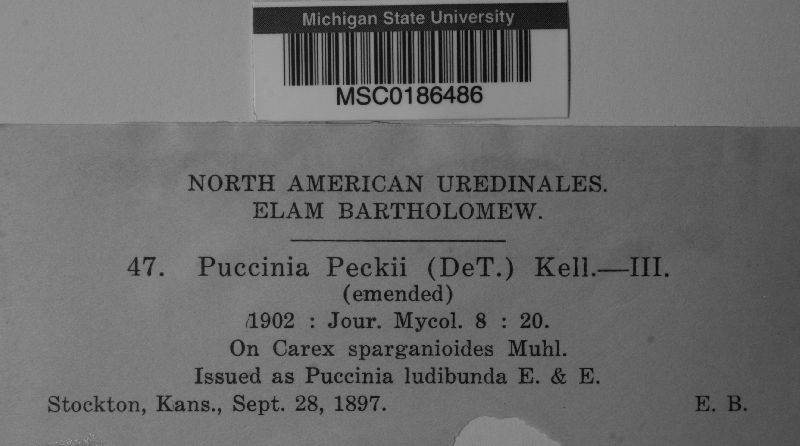 Michigan State University
MSC0186486
NORTH AMERICAN UREDINALES.
ELAM BARTHOLOMEW.
47. Puccinia Peckii (DeT.) Kell.—III.
(emended)
1902 : Jour. Mycol. 8 : 20.
On Carex sparganioides Muhl.
Issued as Puccinia ludibunda E. & E.
Stockton, Kans., Sept. 28, 1897. E. B.